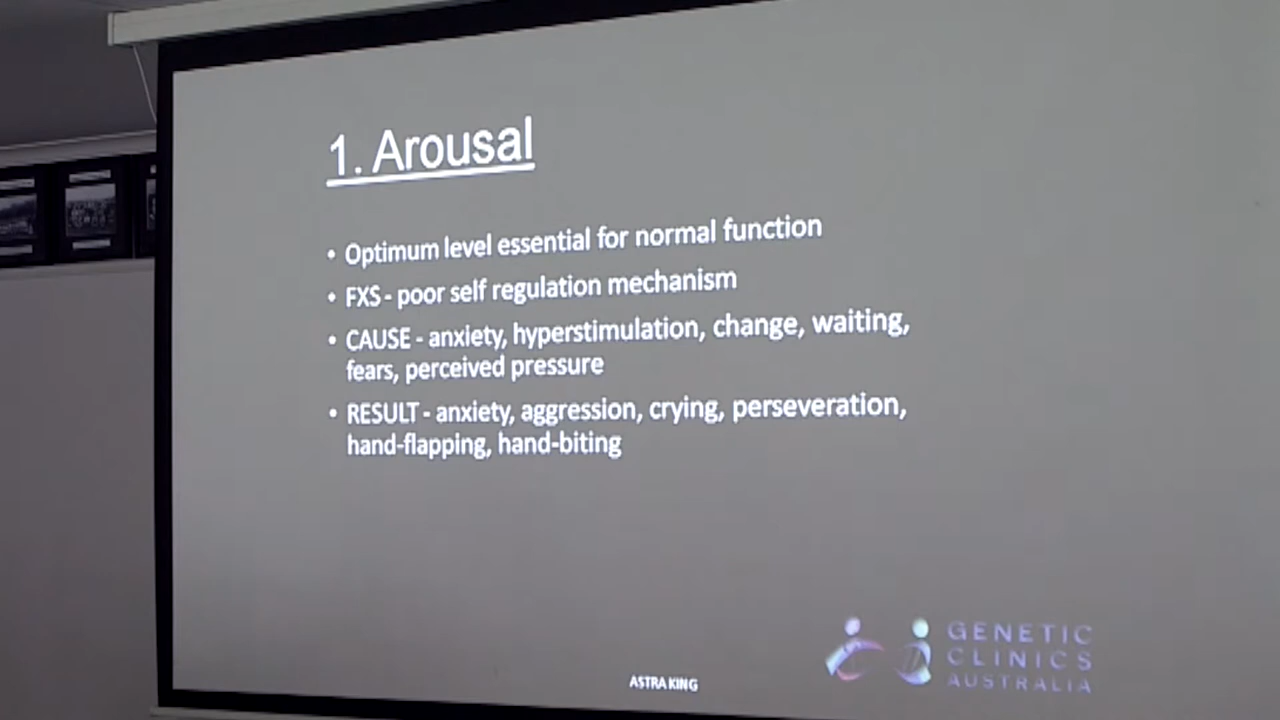 1. Arousal
• Optimum level essential for normal function
• FXS - poor self regulation mechanism
• CAUSE - anxiety, hyperstimulation, change, waiting,
fears, perceived pressure
• RESULT - anxiety, aggression, crying, perseveration,
hand-flapping, hand-biting
ASTRA KING
GENETIC
CLINICS
AUSTRALIA